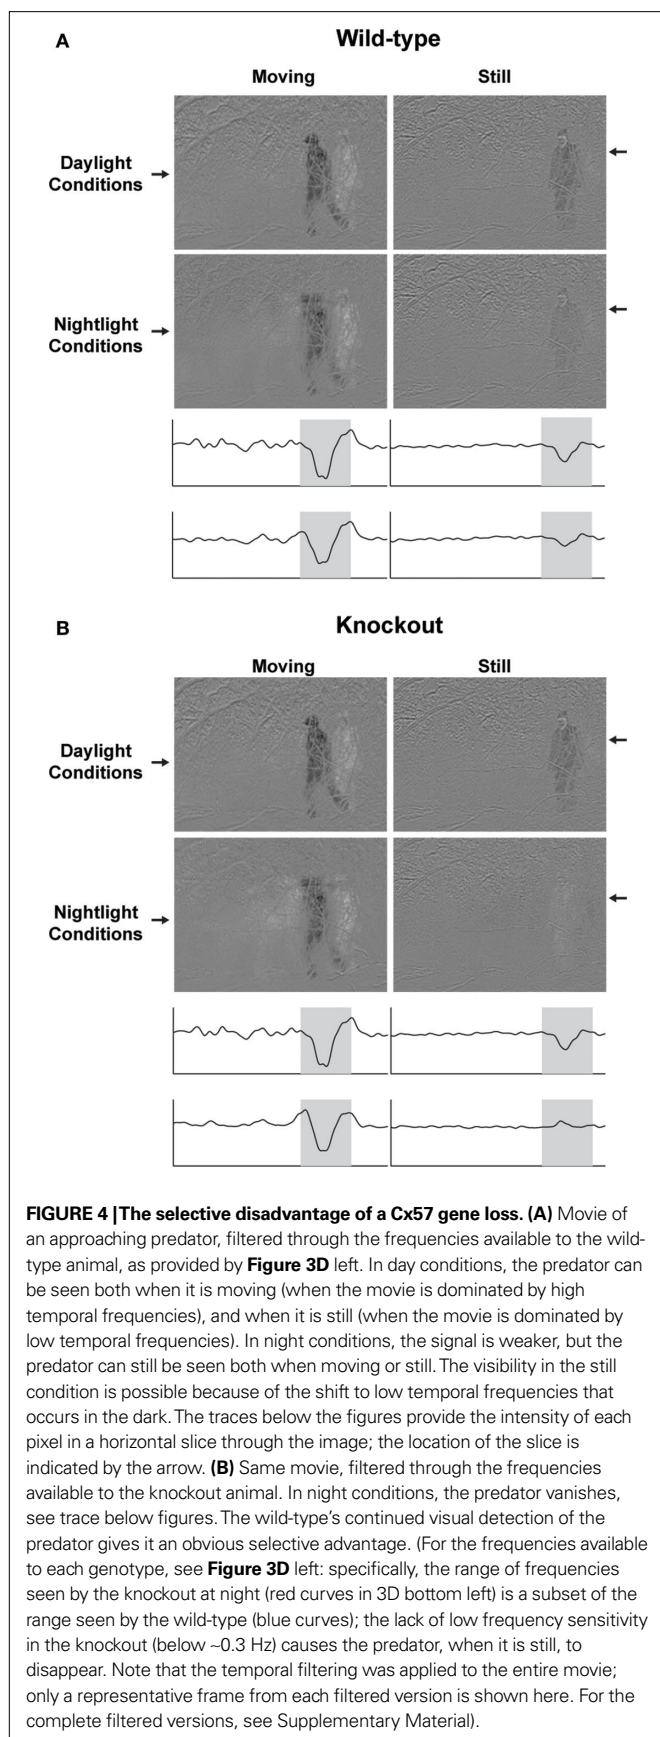 A
Wild-type
Moving
Still
Daylight
Conditions
Nightlight
Conditions
B
Knockout
Moving
Still
Daylight
Conditions
Nightlight
Conditions
FIGURE 4 | The selective disadvantage of a Cx57 gene loss. (A) Movie of
an approaching predator, filtered through the frequencies available to the wild-
type animal, as provided by Figure 3D left. In day conditions, the predator can
be seen both when it is moving (when the movie is dominated by high
temporal frequencies), and when it is still (when the movie is dominated by
low temporal frequencies). In night conditions, the signal is weaker, but the
predator can still be seen both when moving or still. The visibility in the still
condition is possible because of the shift to low temporal frequencies that
occurs in the dark. The traces below the figures provide the intensity of each
pixel in a horizontal slice through the image; the location of the slice is
indicated by the arrow. (B) Same movie, filtered through the frequencies
available to the knockout animal. In night conditions, the predator vanishes,
see trace below figures. The wild-type's continued visual detection of the
predator gives it an obvious selective advantage. (For the frequencies available
to each genotype, see Figure 3D left: specifically, the range of frequencies
seen by the knockout at night (red curves in 3D bottom left) is a subset of the
range seen by the wild-type (blue curves); the lack of low frequency sensitivity
in the knockout (below ~0.3 Hz) causes the predator, when it is still, to
disappear. Note that the temporal filtering was applied to the entire movie;
only a representative frame from each filtered version is shown here. For the
complete filtered versions, see Supplementary Material).